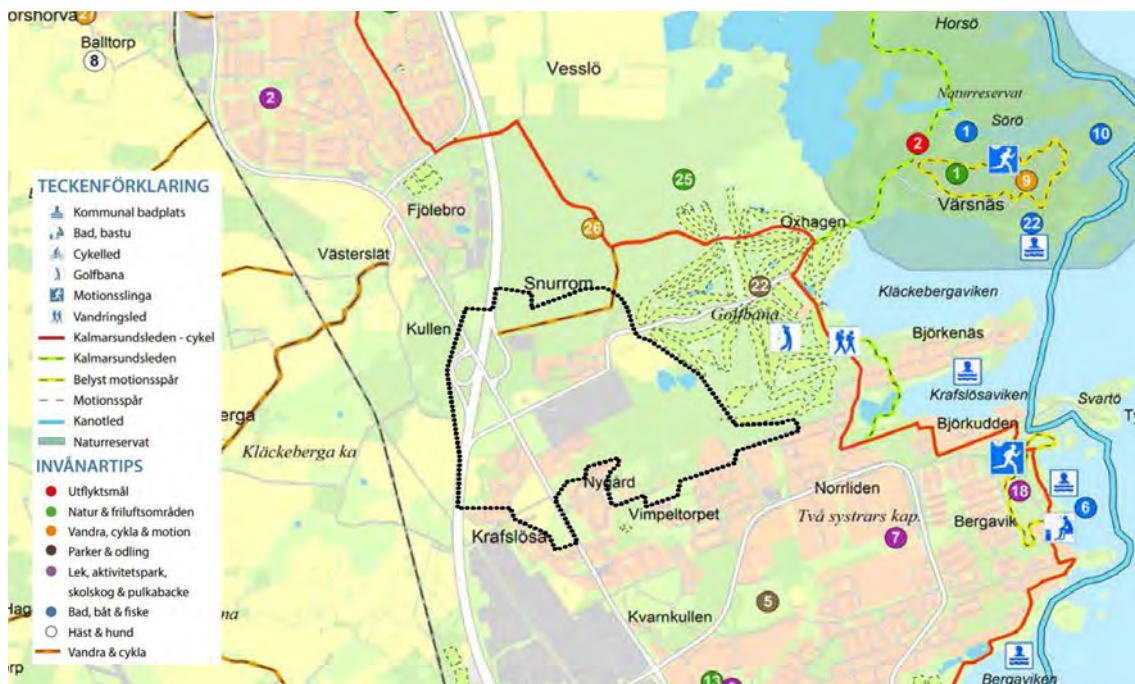 Horsö
Balltorp
8
Vesslö
2
Naturreservat
Sörö
1
10
2
1
9
25
Värsnäs
22
Fjölebro
Oxhagen
26
Västerslät
Snurrom
22
Kläckebergaviken
Kullen
Golfbana
Björkenäs
Krafslösaviken
Svartö
Björkudden
Kläckeberga ka
Nygård
Norrliden
18
Vimpeltorpet
Två systrars kap.
Bergavik
6
Krafslösa
7
5
Kvarnkullen
13
Bergaviken
TECKENFÖRKLARING
Kommunal badplats
Bad, bastu
Cykelled
Golfbana
Motionsslinga
Vandringsled
Kalmarsundsleden - cykel
Kalmarsundsleden
Belyst motionsspår
Motionsspår
Kanotled
Naturreservat
INVÅNARTIPS
Utflyktsmål
Natur & friluftsområden
Vandra, cykla & motion
Parker & odling
Lek, aktivitetspark,
skolskog & pulkabacke
Bad, båt & fiske
Häst & hund
Vandra & cykla